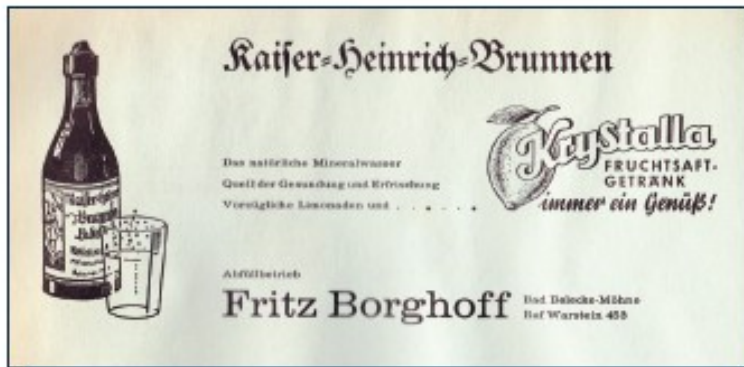 Kaiser-Heinrich-Brunnen
Das natürliche Mineralwasser
Quell der Gesundung und Erfrischung
Vorzügliche Limonaden und . . . . . .
KryStalla
FRUCHTSAFT-
GETRÄNK
immer ein Genüß!
Abfüllbetrieb
Fritz Borghoff
Bad Belecke-Möhne
Ruf Warstein 455